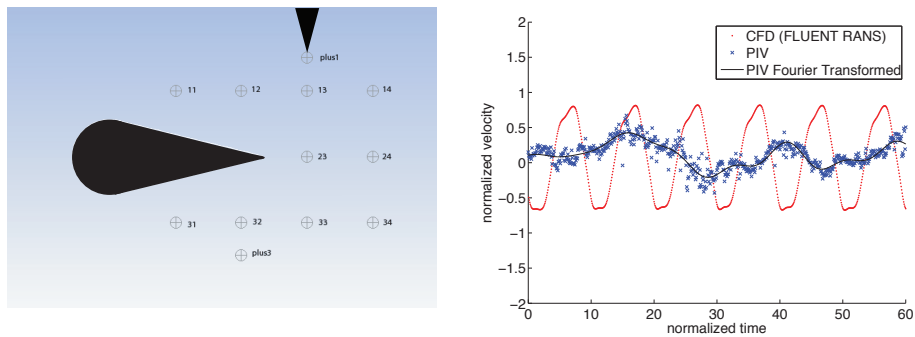 plus1
11 12 13 14
23 24
31 32 33 34
plus3
2
1.5
1
0.5
0
−0.5
−1
−1.5
−2
normalized velocity
CFD (FLUENT RANS)
PIV
PIV Fourier Transformed
0 10 20 30 40 50 60
normalized time